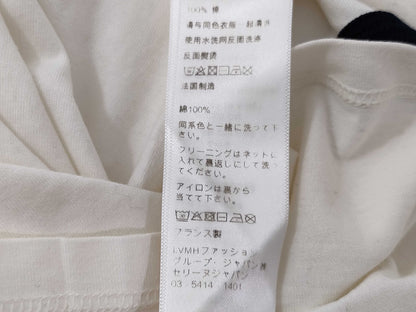 100% 棉
请与同色衣服一起清洗
使用水洗网反面洗涤
反面熨烫
法国制造
綿100%
同系色と一緒に洗って下
さい。
クリーニングはネットに
入れて裏返しにして洗っ
てください。
アイロンは裏から
当てて下さい。
フランス製
LVMHファッション
グループ・ジャパン㈱
セリーヌジャパン
03-5414-1401